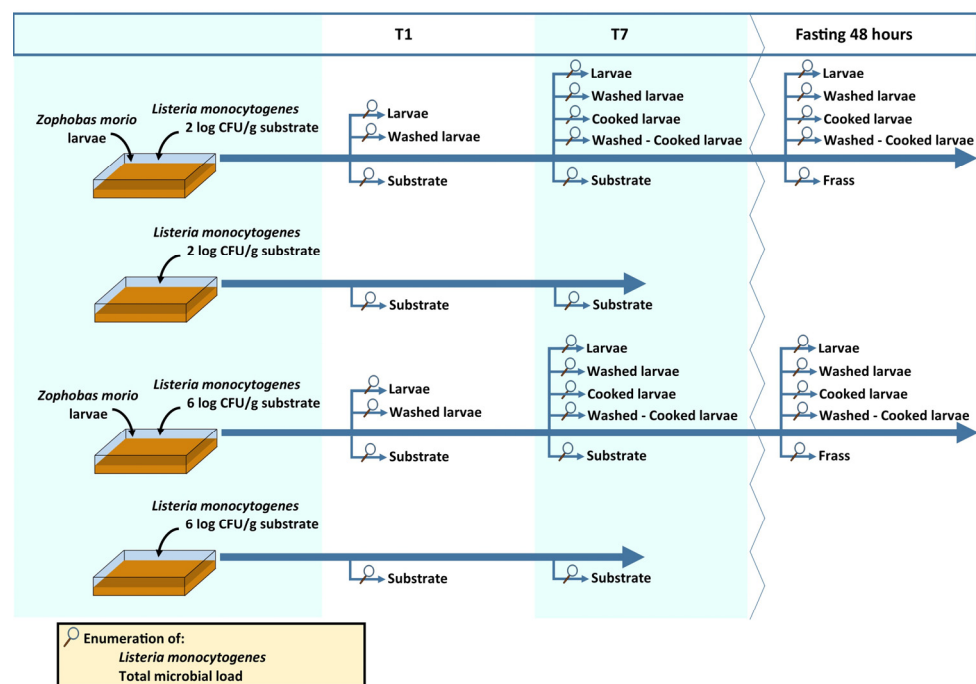 T1 T7 Fasting 48 hours
Zophobas morio
larvae
Listeria monocytogenes
2 log CFU/g substrate
Larvae
Washed larvae
Substrate
Larvae
Washed larvae
Cooked larvae
Washed - Cooked larvae
Substrate
Larvae
Washed larvae
Cooked larvae
Washed - Cooked larvae
Frass
Listeria monocytogenes
2 log CFU/g substrate
Substrate
Substrate
Zophobas morio
larvae
Listeria monocytogenes
6 log CFU/g substrate
Larvae
Washed larvae
Substrate
Larvae
Washed larvae
Cooked larvae
Washed - Cooked larvae
Substrate
Larvae
Washed larvae
Cooked larvae
Washed - Cooked larvae
Frass
Listeria monocytogenes
6 log CFU/g substrate
Substrate
Substrate
Enumeration of:
Listeria monocytogenes
Total microbial load